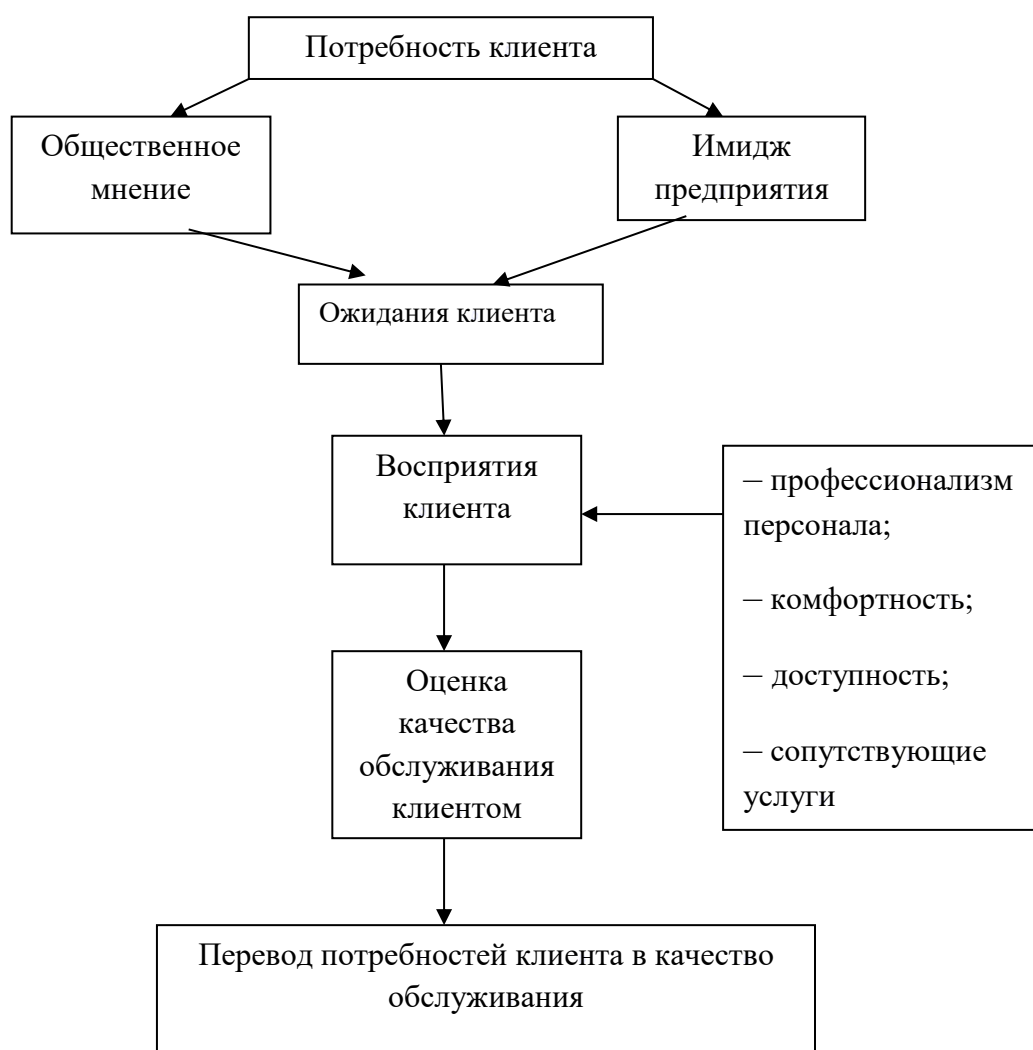 Потребность клиента
Общественное
мнение
Имидж
предприятия
Ожидания клиента
Восприятия
клиента
– профессионализм
персонала;
– комфортность;
– доступность;
– сопутствующие
услуги
Оценка
качества
обслуживания
клиентом
Перевод потребностей клиента в качество
обслуживания